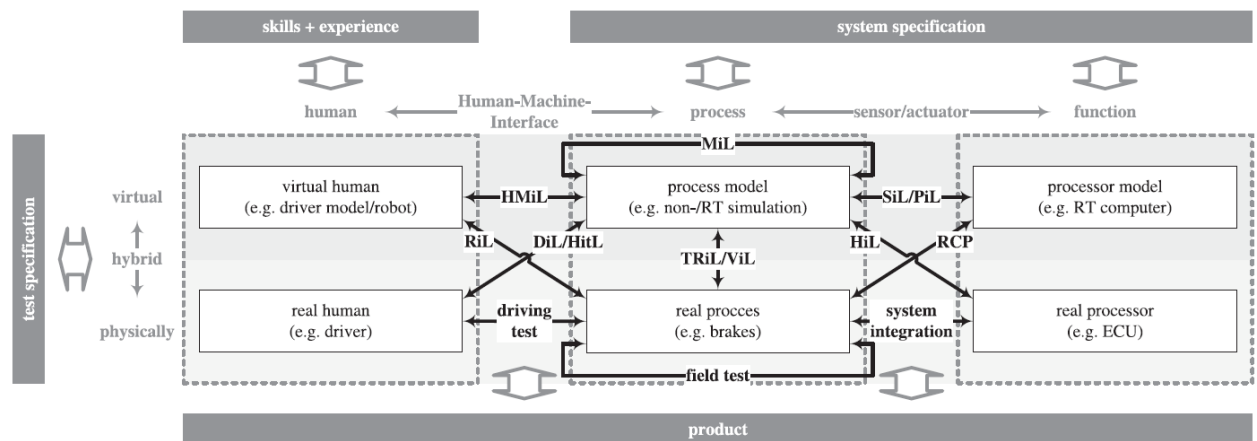 skills + experience
system specification
human
Human-Machine-
Interface
process
sensor/actuator
function
test specification
virtual
hybrid
physically
MiL
virtual human
(e.g. driver model/robot)
HMiL
process model
(e.g. non-/RT simulation)
SiL/PiL
processor model
(e.g. RT computer)
RiL
DiL/HitL
TRiL/ViL
HiL
RCP
real human
(e.g. driver)
driving
test
real procces
(e.g. brakes)
system
integration
real processor
(e.g. ECU)
field test
product